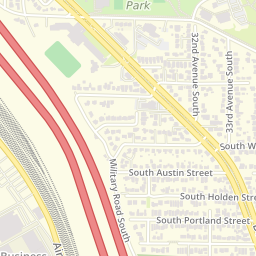 Park
32nd Avenue South
33rd Avenue South
South W
South Austin Street
Military Road South
South Holden Stre
South Portland Street
Business
Air